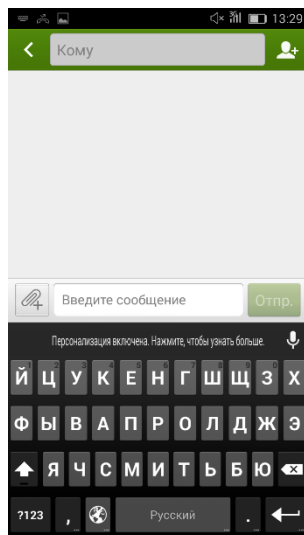 13:29
Кому
Введите сообщение
Отпр.
Персонализация включена. Нажмите, чтобы узнать больше.
Й Ц У К Е Н Г Ш Щ З Х
Ф Ы В А П Р О Л Д Ж Э
Я Ч С М И Т Ь Б Ю
?123 , Русский .